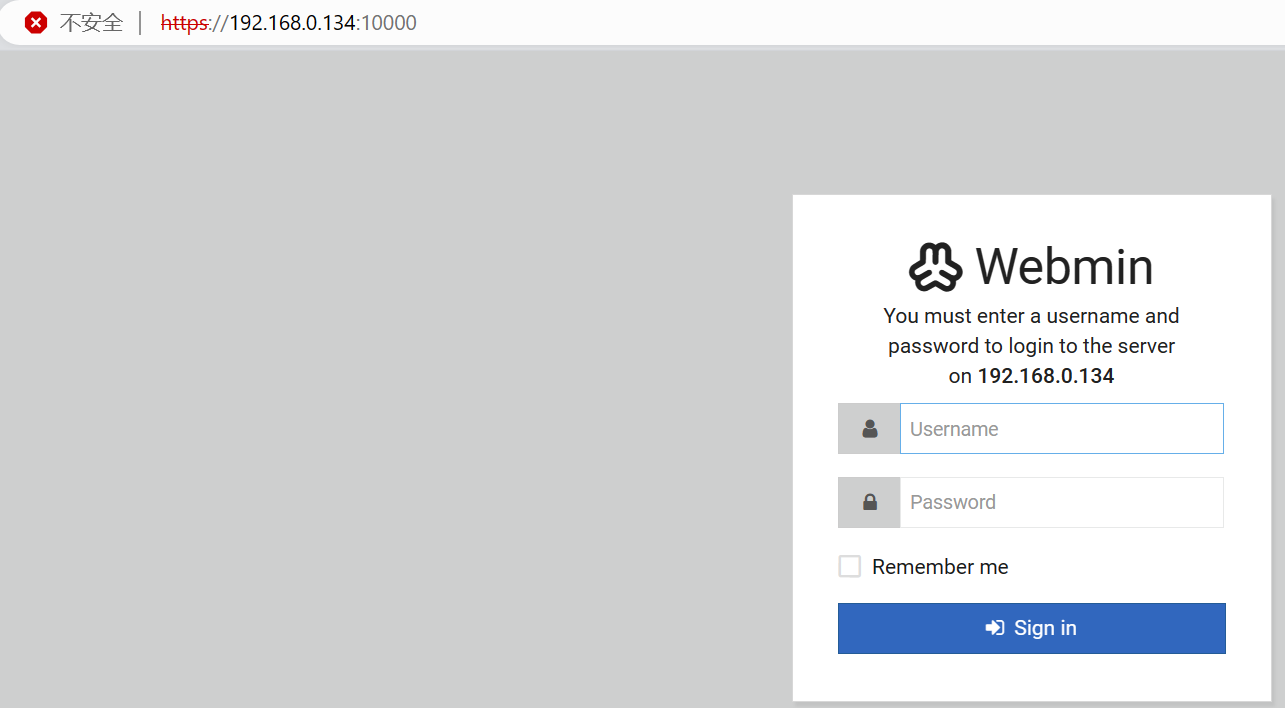 不安全 | https://192.168.0.134:10000
Webmin
You must enter a username and
password to login to the server
on 192.168.0.134
Username
Password
Remember me
Sign in